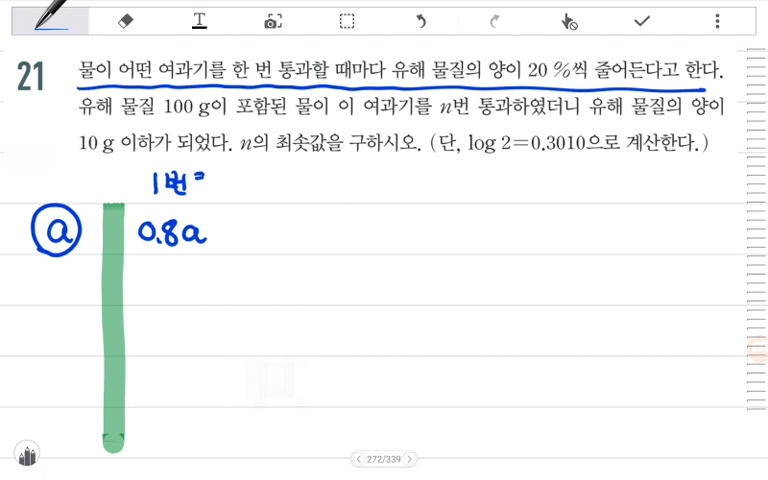 T
21 물이 어떤 여과기를 한 번 통과할 때마다 유해 물질의 양이 20 %씩 줄어든다고 한다.
유해 물질 100 g이 포함된 물이 이 여과기를 n번 통과하였더니 유해 물질의 양이
10 g 이하가 되었다. n의 최솟값을 구하시오. (단, log 2=0.3010으로 계산한다.)
1번
a 0.8a
272/339